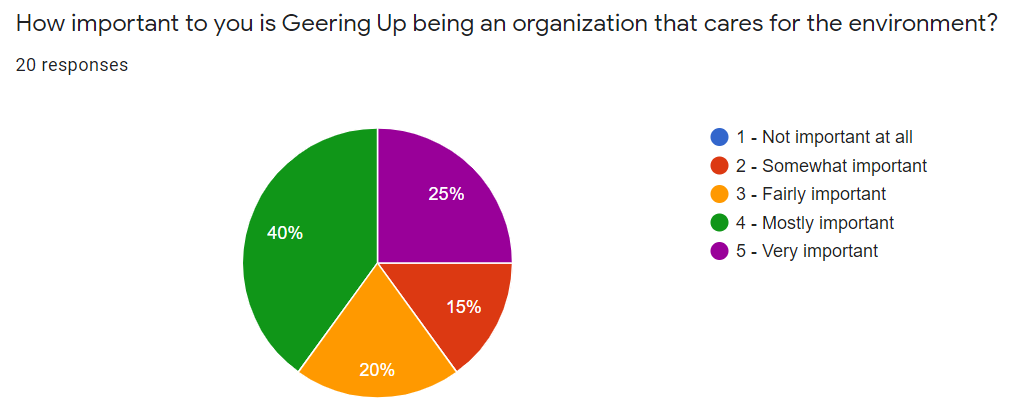 How important to you is Geering Up being an organization that cares for the environment?
20 responses
25%
40%
15%
20%
1 - Not important at all
2 - Somewhat important
3 - Fairly important
4 - Mostly important
5 - Very important